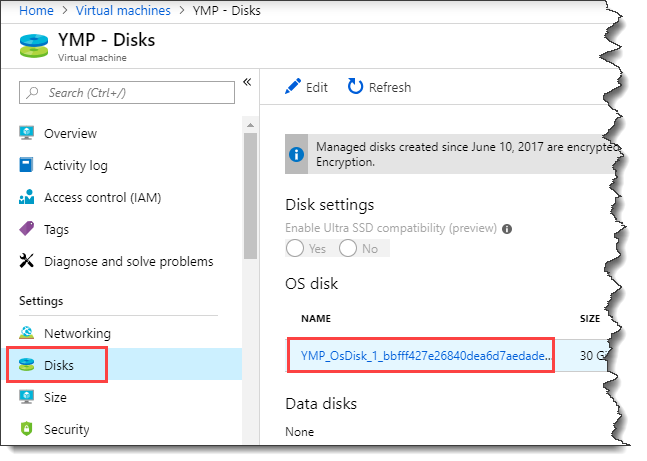 Home > Virtual machines > YMP - Disks
YMP - Disks
Virtual machine
Search (Ctrl+/)
«
Overview
Activity log
Access control (IAM)
Tags
Diagnose and solve problems
Settings
Networking
Disks
Size
Security
Edit Refresh
Managed disks created since June 10, 2017 are encrypted
Encryption.
Disk settings
Enable Ultra SSD compatibility (preview)
Yes No
OS disk
NAME SIZE
YMP_OsDisk_1_bbfff427e26840dea6d7aedade... 30 G
Data disks
None